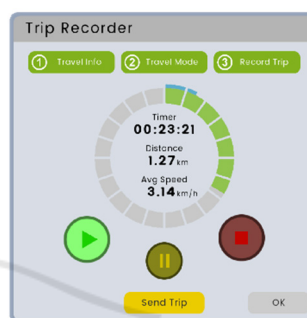 Trip Recorder
1 Travel Info 2 Travel Mode 3 Record Trip
Timer
00:23:21
Distance
1.27km
Avg Speed
3.14km/h
Send Trip OK